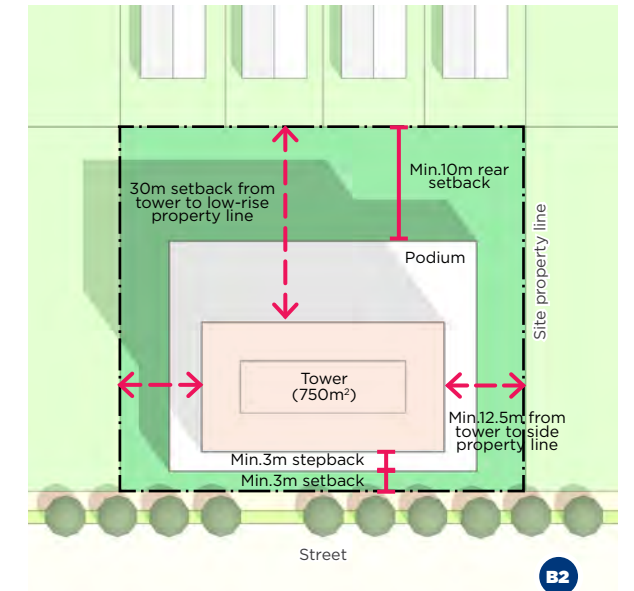 30m setback from
tower to low-rise
property line
Min.10m rear
setback
Podium
Site property line
Tower
(750m²)
Min.12.5m from
tower to side
property line
Min.3m stepback
Min.3m setback
Street
B2